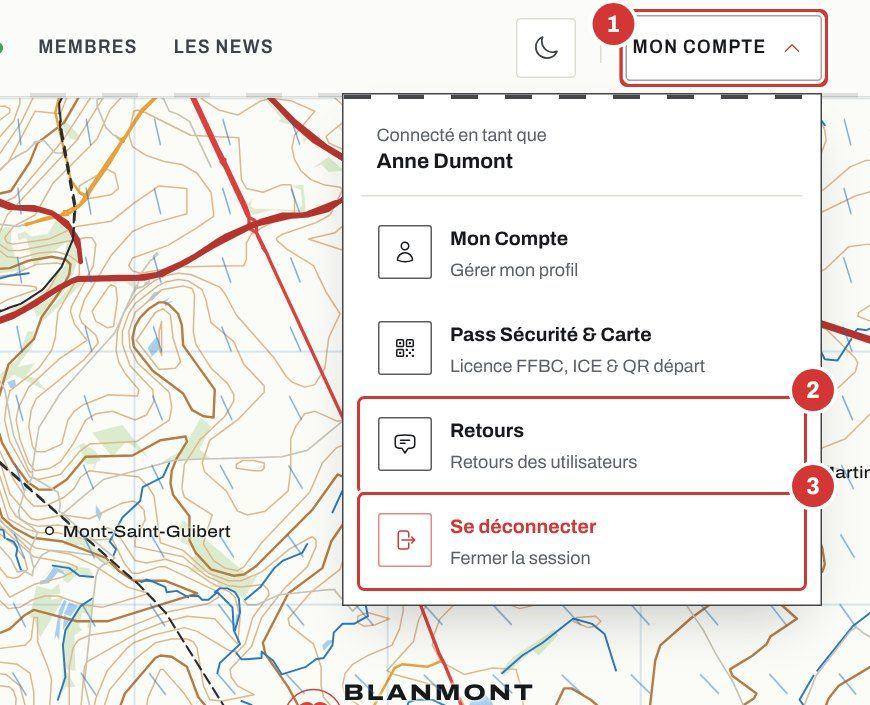 MEMBRES
LES NEWS
1
MON COMPTE
Connecté en tant que
Anne Dumont
Mon Compte
Gérer mon profil
Pass Sécurité & Carte
Licence FFBC, ICE & QR départ
2
Retours
Retours des utilisateurs
3
Se déconnecter
Fermer la session
Mont-Saint-Guibert
BLANMONT